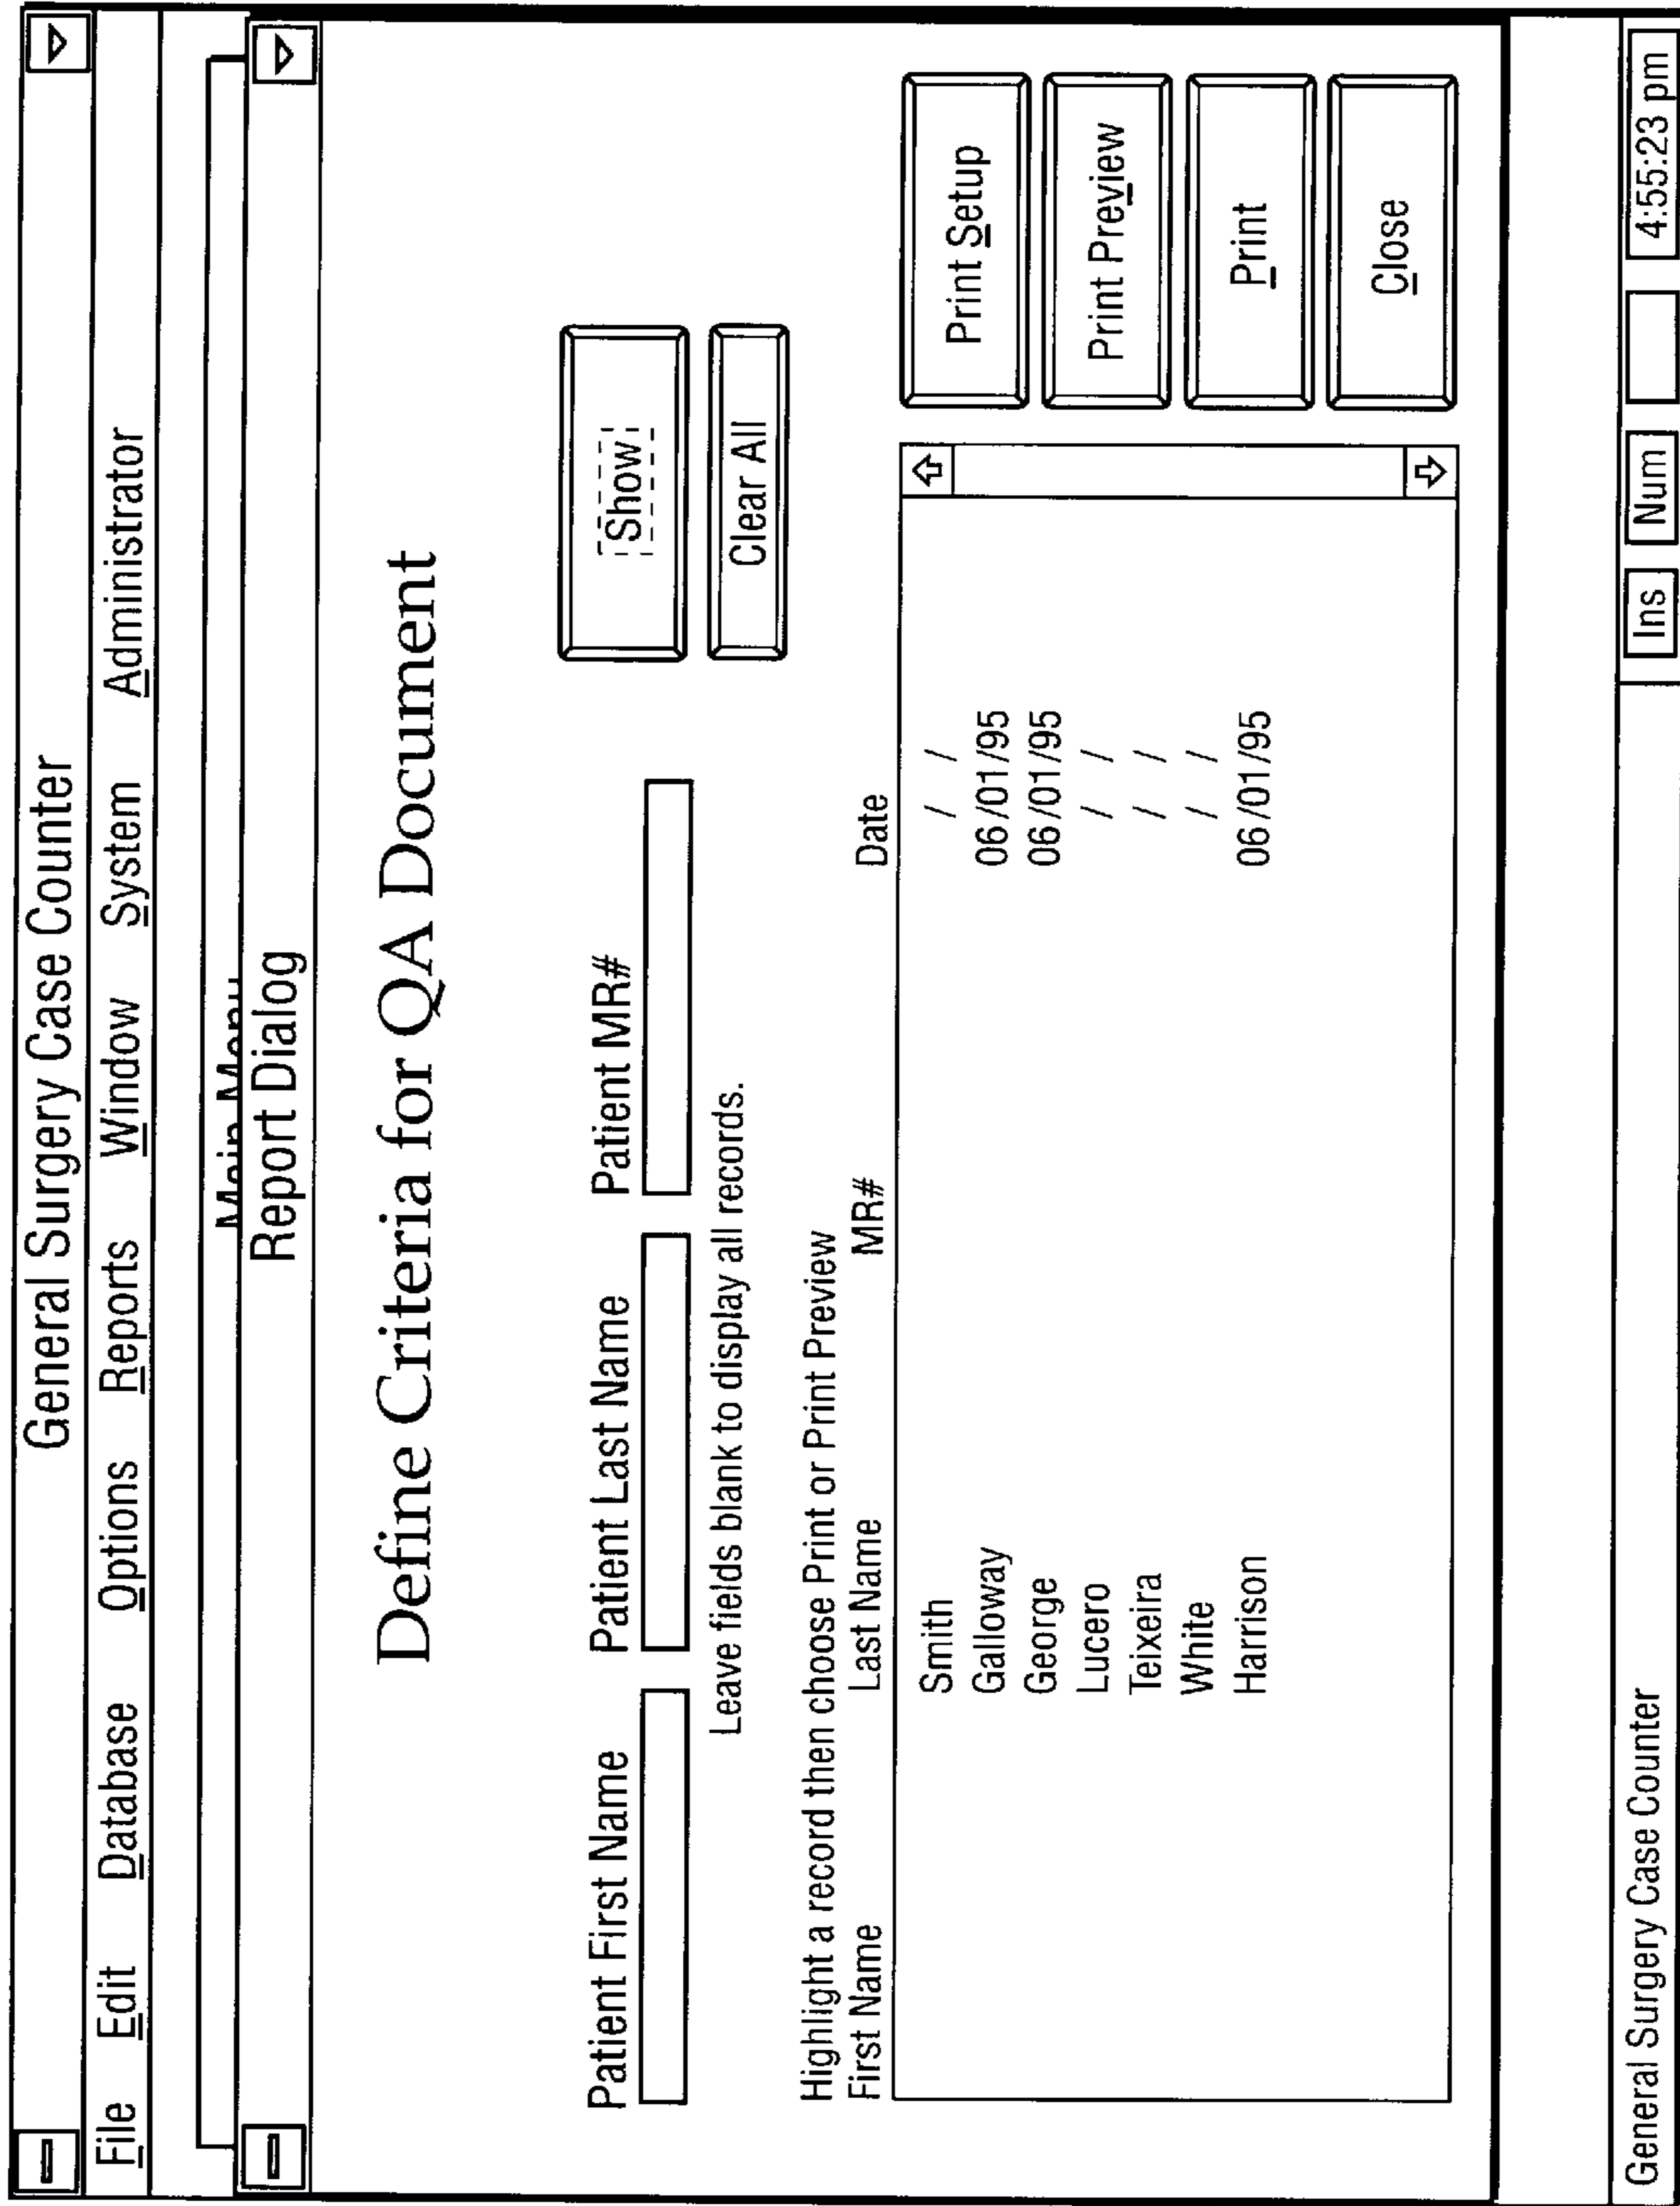 General Surgery Case Counter
File Edit Database Options Reports Window System Administrator
Main Menu
Report Dialog
Define Criteria for QA Document
Patient First Name Patient Last Name Patient MR#
Show
Leave fields blank to display all records.
Clear All
Highlight a record then choose Print or Print Preview
First Name Last Name MR# Date
Smith / /
Galloway 06/01/95
George 06/01/95
Lucero / /
Teixeira / /
White / /
Harrison 06/01/95
Print Setup
Print Preview
Print
Close
General Surgery Case Counter Ins Num 4:55:23 pm